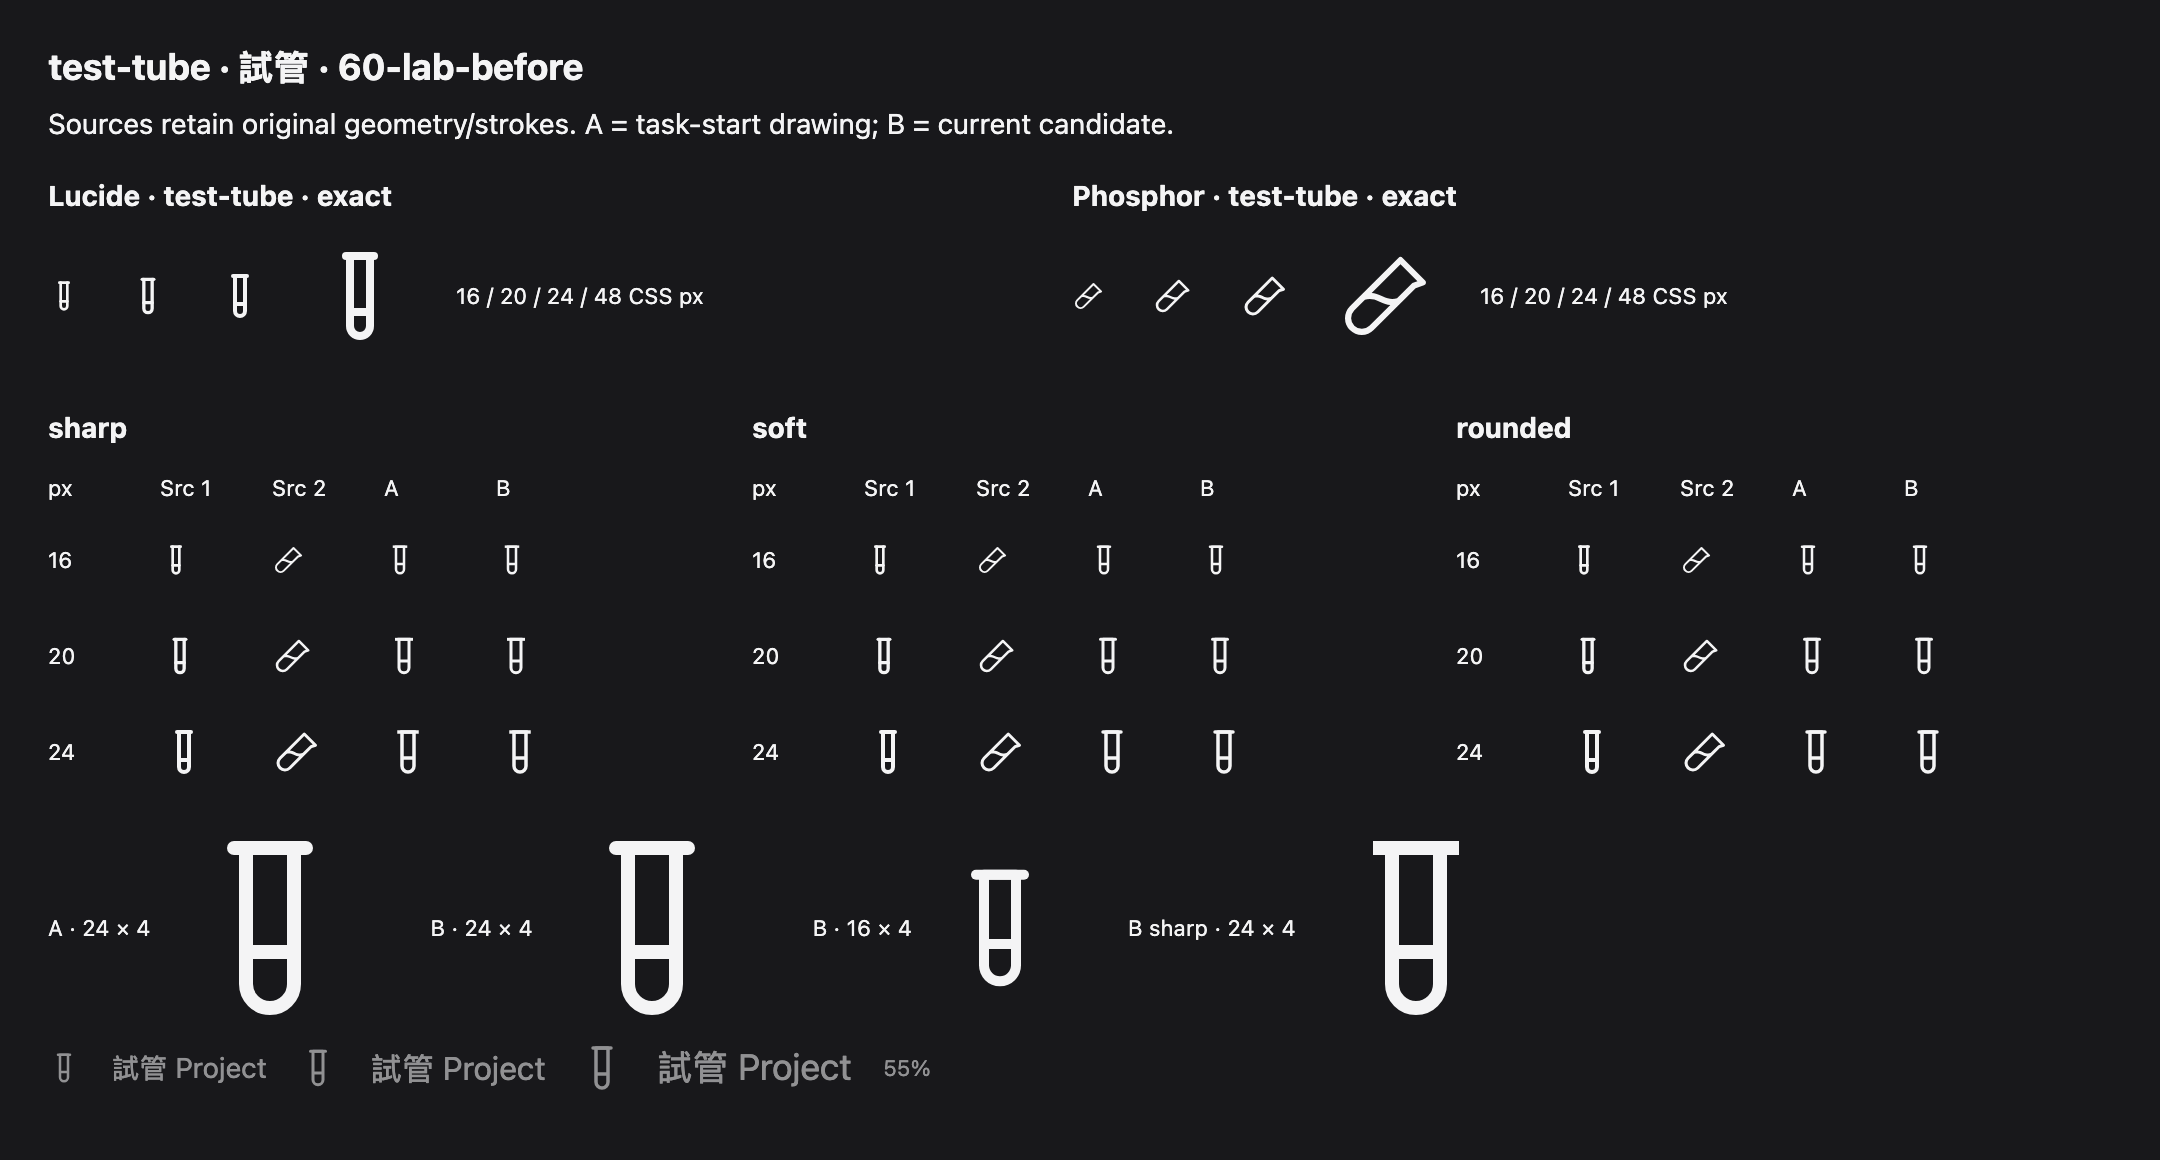 test-tube · 試管 · 60-lab-before
Sources retain original geometry/strokes. A = task-start drawing; B = current candidate.
Lucide · test-tube · exact
16 / 20 / 24 / 48 CSS px
Phosphor · test-tube · exact
16 / 20 / 24 / 48 CSS px
sharp
px Src 1 Src 2 A B
16
20
24
soft
px Src 1 Src 2 A B
16
20
24
rounded
px Src 1 Src 2 A B
16
20
24
A · 24 × 4
B · 24 × 4
B · 16 × 4
B sharp · 24 × 4
試管 Project
試管 Project
試管 Project
55%